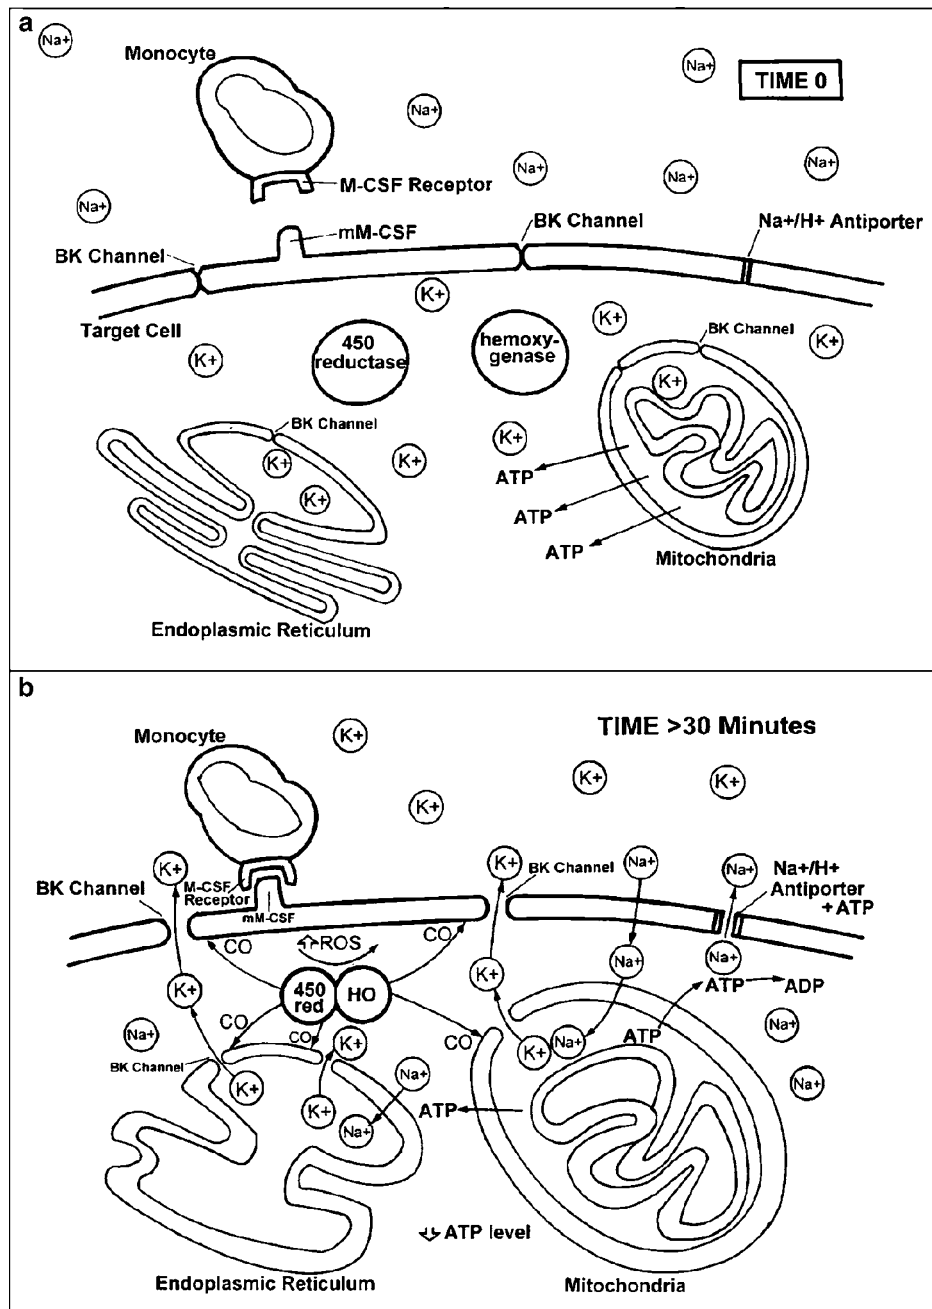 a
Na+
Monocyte
Na+
TIME 0
Na+
M-CSF Receptor
Na+
Na+
Na+
Na+
mM-CSF
BK Channel
Na+/H+ Antiporter
BK Channel
K+
Target Cell
K+
450
reductase
hemoxy-
genase
K+
BK Channel
K+
K+
BK Channel
K+
K+
K+
K+
ATP
ATP
ATP
Mitochondria
Endoplasmic Reticulum
b
Monocyte
K+
TIME >30 Minutes
K+
K+
K+
K+
M-CSF
Receptor
mM-CSF
BK Channel
K+
BK Channel
Na+
Na+
Na+/H+
Antiporter
+ATP
CO
ROS
CO
K+
450
red
HO
K+
Na+
Na+
ATP
ADP
Na+
CO
CO
K+
CO
K+
Na+
ATP
Na+
BK Channel
K+
K+
Na+
Na+
ATP
Na+
ATP level
Endoplasmic Reticulum
Mitochondria